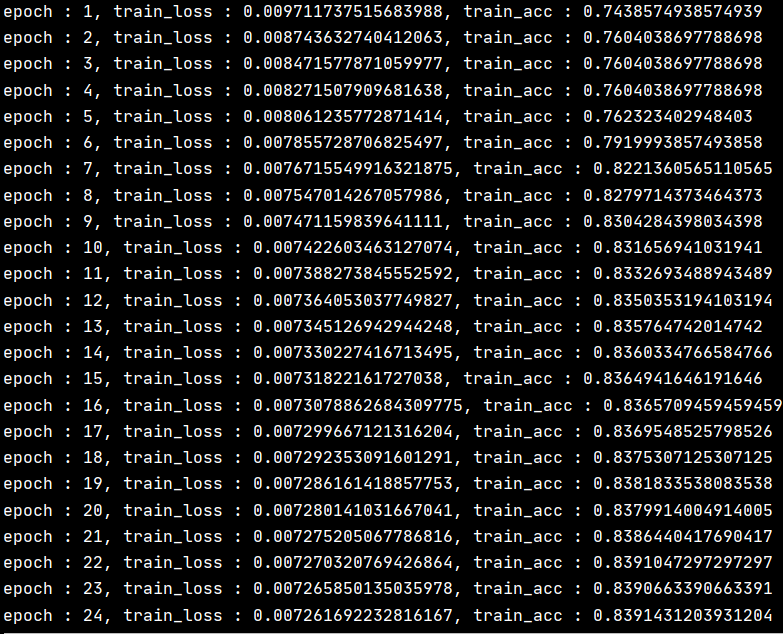 epoch : 1, train_loss : 0.009711737515683988, train_acc : 0.7438574938574939
epoch : 2, train_loss : 0.008743632740412063, train_acc : 0.7604038697788698
epoch : 3, train_loss : 0.008471577871059977, train_acc : 0.7604038697788698
epoch : 4, train_loss : 0.008271507909681638, train_acc : 0.7604038697788698
epoch : 5, train_loss : 0.008061235772871414, train_acc : 0.762323402948403
epoch : 6, train_loss : 0.007855728706825497, train_acc : 0.7919993857493858
epoch : 7, train_loss : 0.0076715549916321875, train_acc : 0.8221360565110565
epoch : 8, train_loss : 0.007547014267057986, train_acc : 0.8279714373464373
epoch : 9, train_loss : 0.007471159839641111, train_acc : 0.8304284398034398
epoch : 10, train_loss : 0.007422603463127074, train_acc : 0.831656941031941
epoch : 11, train_loss : 0.007388273845552592, train_acc : 0.8332693488943489
epoch : 12, train_loss : 0.007364053037749827, train_acc : 0.8350353194103194
epoch : 13, train_loss : 0.007345126942944248, train_acc : 0.835764742014742
epoch : 14, train_loss : 0.007330227416713495, train_acc : 0.8360334766584766
epoch : 15, train_loss : 0.00731822161727038, train_acc : 0.8364941646191646
epoch : 16, train_loss : 0.0073078862684309775, train_acc : 0.8365709459459459
epoch : 17, train_loss : 0.007299667121316204, train_acc : 0.8369548525798526
epoch : 18, train_loss : 0.007292353091601291, train_acc : 0.8375307125307125
epoch : 19, train_loss : 0.007286161418857753, train_acc : 0.8381833538083538
epoch : 20, train_loss : 0.007280141031667041, train_acc : 0.8379914004914005
epoch : 21, train_loss : 0.007275205067786816, train_acc : 0.8386440417690417
epoch : 22, train_loss : 0.007270320769426864, train_acc : 0.8391047297297297
epoch : 23, train_loss : 0.007265850135035978, train_acc : 0.8390663390663391
epoch : 24, train_loss : 0.007261692232816167, train_acc : 0.8391431203931204